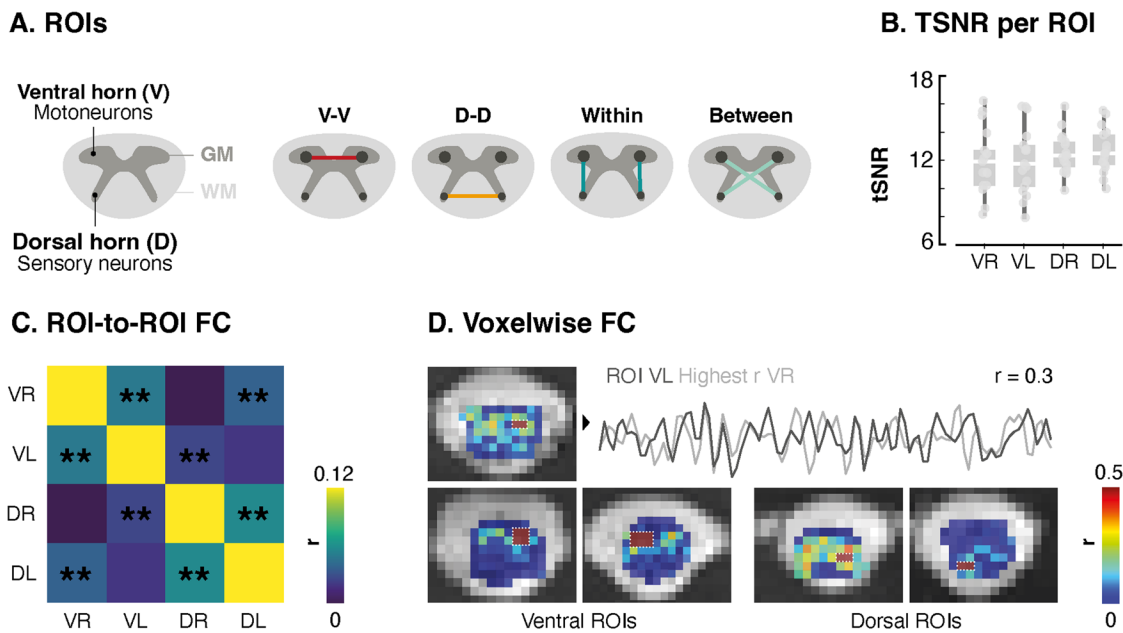 A. ROIs
Ventral horn (V)
Motoneurons
GM
WM
Dorsal horn (D)
Sensory neurons
V-V
D-D
Within
Between
B. TSNR per ROI
18
12
6
tSNR
VR VL DR DL
C. ROI-to-ROI FC
VR ** **
VL ** **
DR ** **
DL ** **
VR VL DR DL
0.12
r
0
D. Voxelwise FC
ROI VL Highest r VR
r = 0.3
0.5
r
0
Ventral ROIs
Dorsal ROIs